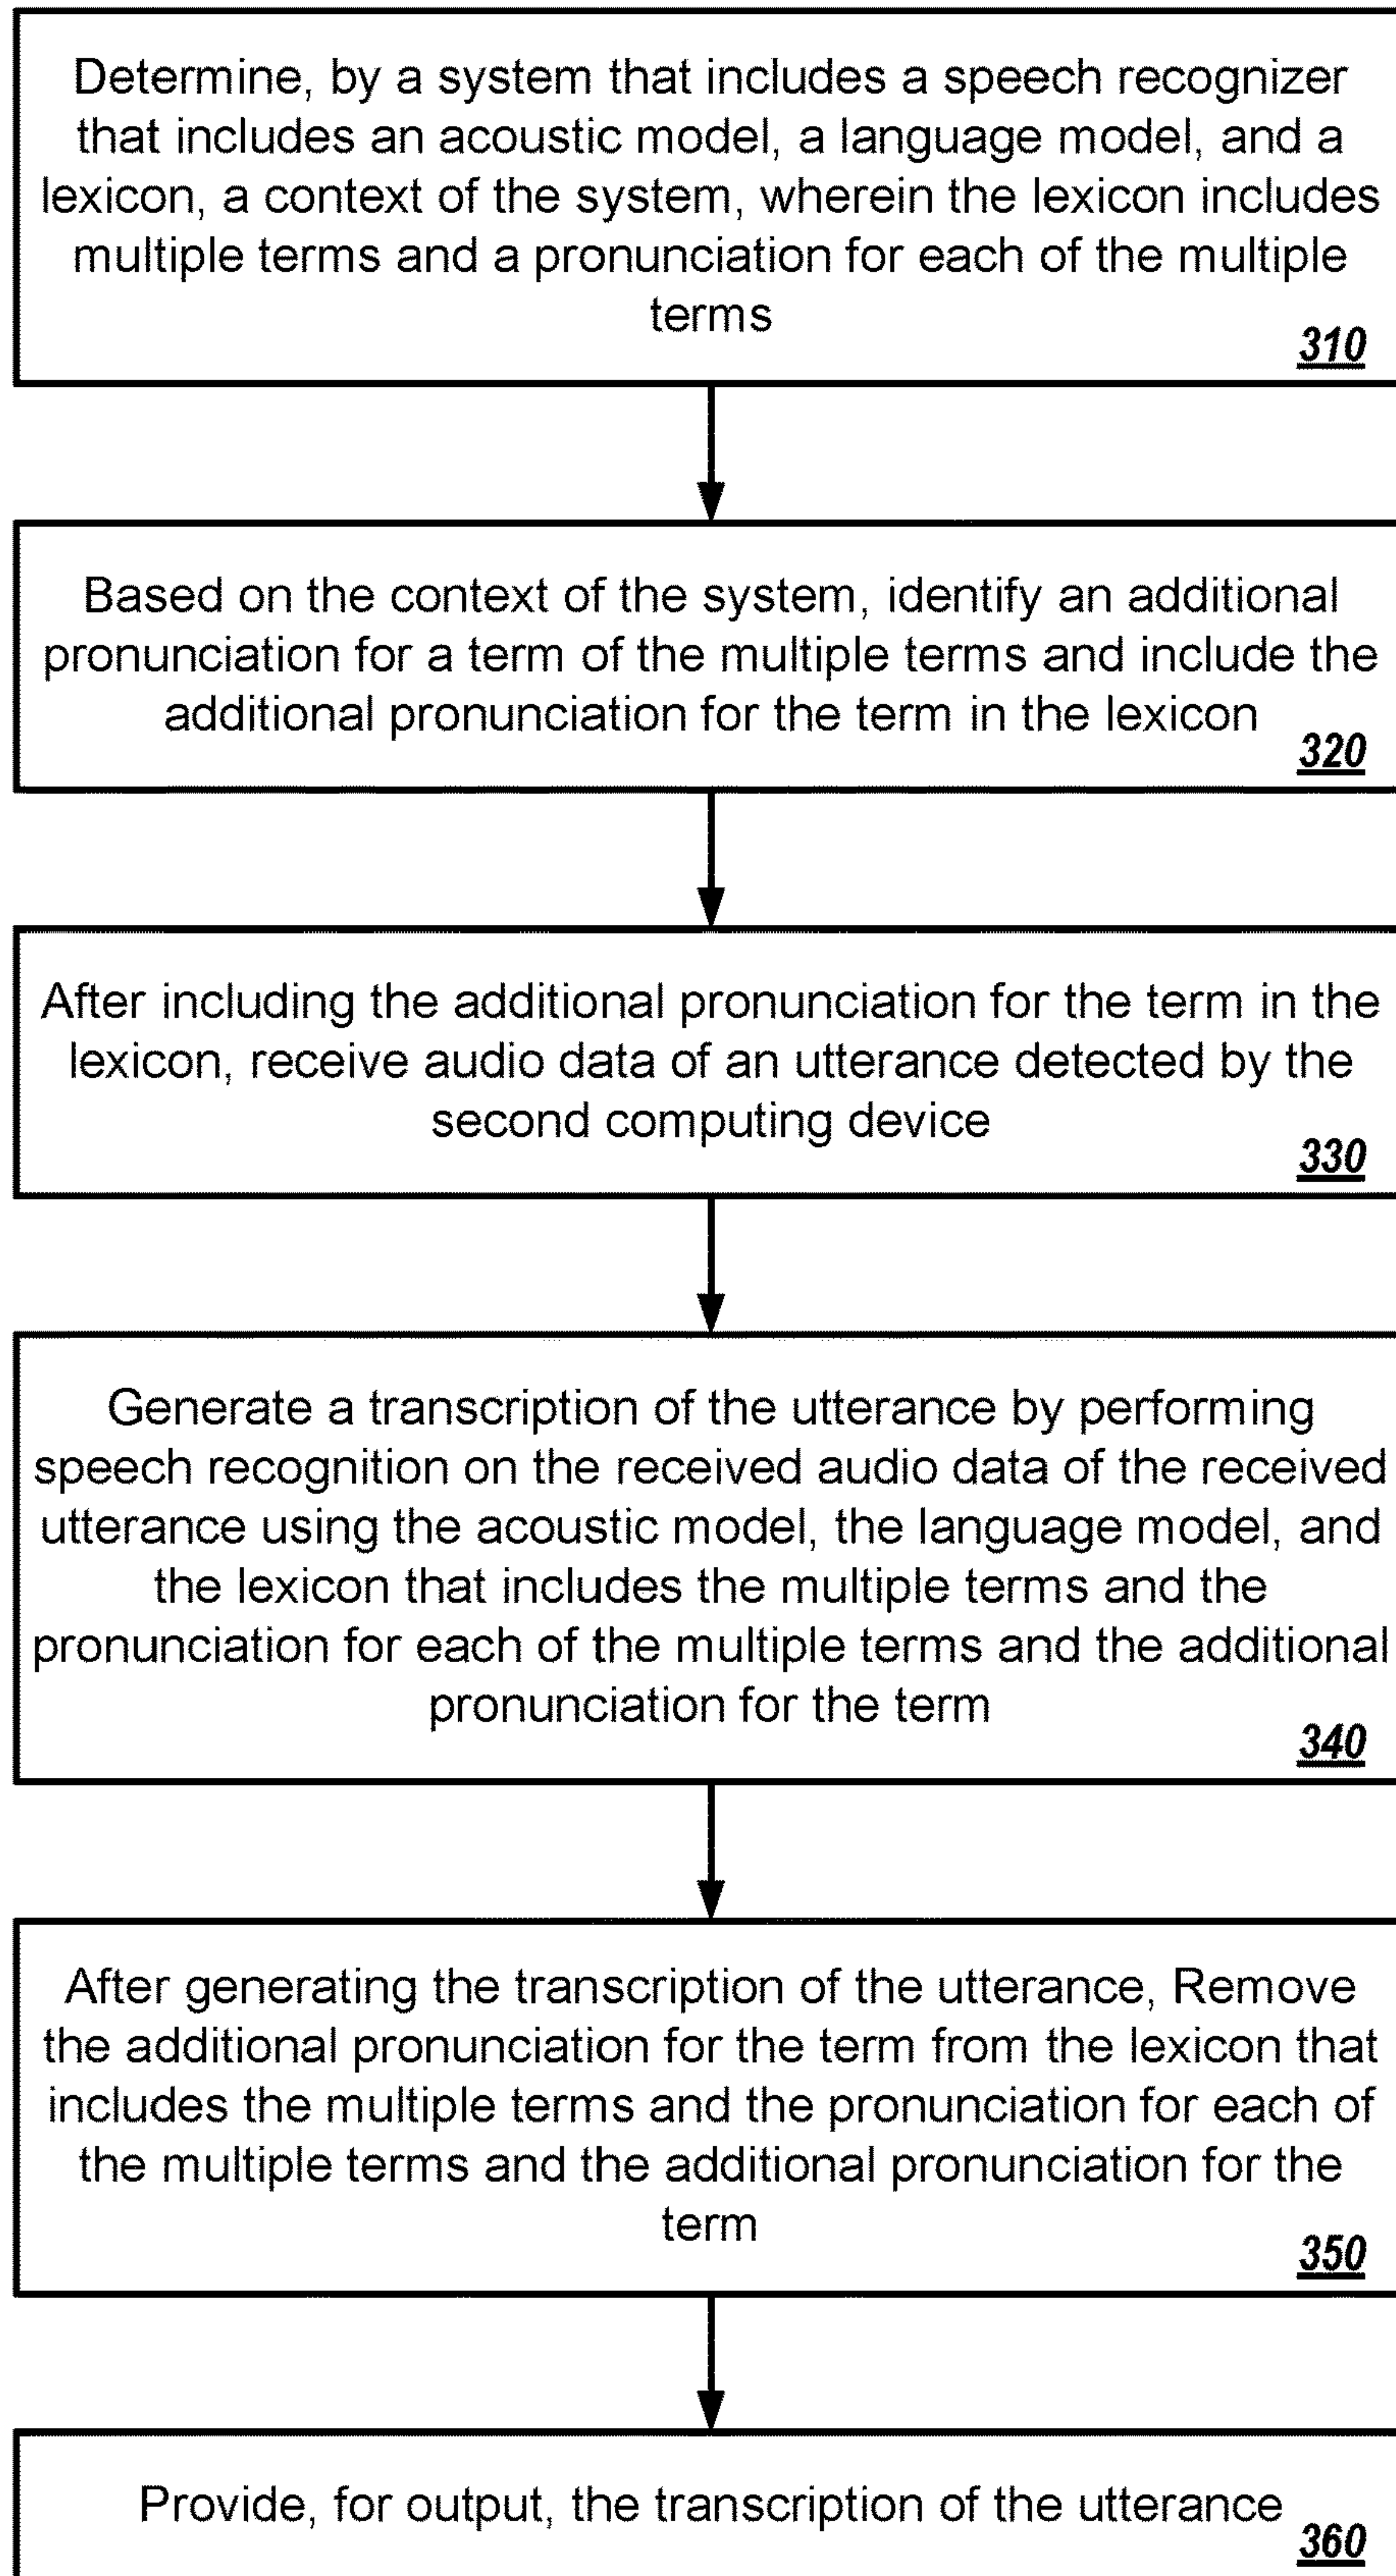 Determine, by a system that includes a speech recognizer
that includes an acoustic model, a language model, and a
lexicon, a context of the system, wherein the lexicon includes
multiple terms and a pronunciation for each of the multiple
terms
310
Based on the context of the system, identify an additional
pronunciation for a term of the multiple terms and include the
additional pronunciation for the term in the lexicon
320
After including the additional pronunciation for the term in the
lexicon, receive audio data of an utterance detected by the
second computing device
330
Generate a transcription of the utterance by performing
speech recognition on the received audio data of the received
utterance using the acoustic model, the language model, and
the lexicon that includes the multiple terms and the
pronunciation for each of the multiple terms and the additional
pronunciation for the term
340
After generating the transcription of the utterance, Remove
the additional pronunciation for the term from the lexicon that
includes the multiple terms and the pronunciation for each of
the multiple terms and the additional pronunciation for the
term
350
Provide, for output, the transcription of the utterance
360